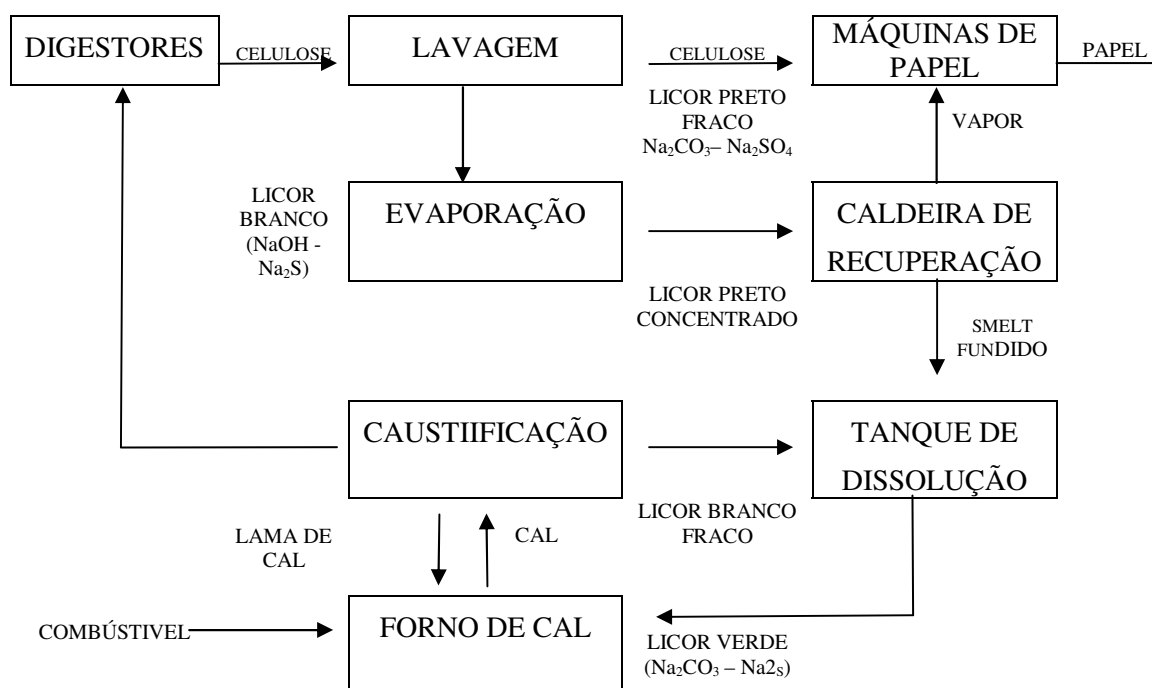 DIGESTORES
CELULOSE
LAVAGEM
CELULOSE
MÁQUINAS DE
PAPEL
PAPEL
LICOR PRETO
FRACO
Na₂CO₃– Na₂SO₄
VAPOR
LICOR
BRANCO
(NaOH -
Na₂S)
EVAPORAÇÃO
CALDEIRA DE
RECUPERAÇÃO
LICOR PRETO
CONCENTRADO
SMELT
FUNDIDO
CAUSTIIFICAÇÃO
TANQUE DE
DISSOLUÇÃO
LICOR BRANCO
FRACO
LAMA DE
CAL
CAL
COMBÚSTIVEL
FORNO DE CAL
LICOR VERDE
(Na₂CO₃ – Na2s)